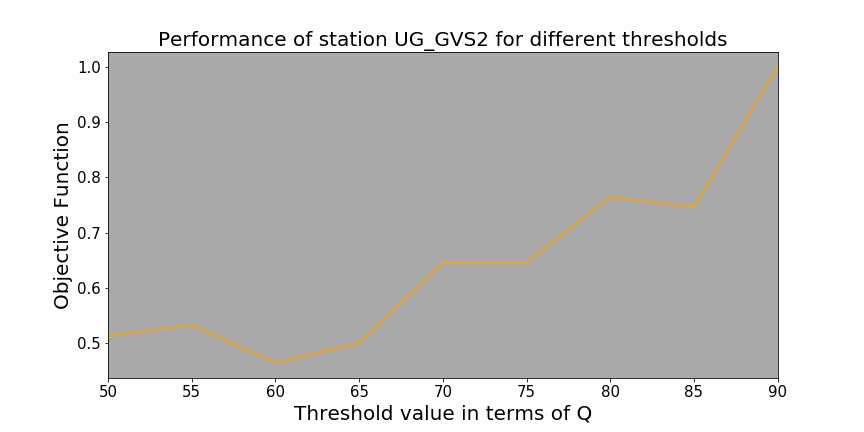 Performance of station UG_GVS2 for different thresholds
1.0
0.9
0.8
0.7
0.6
0.5
Objective Function
50 55 60 65 70 75 80 85 90
Threshold value in terms of Q